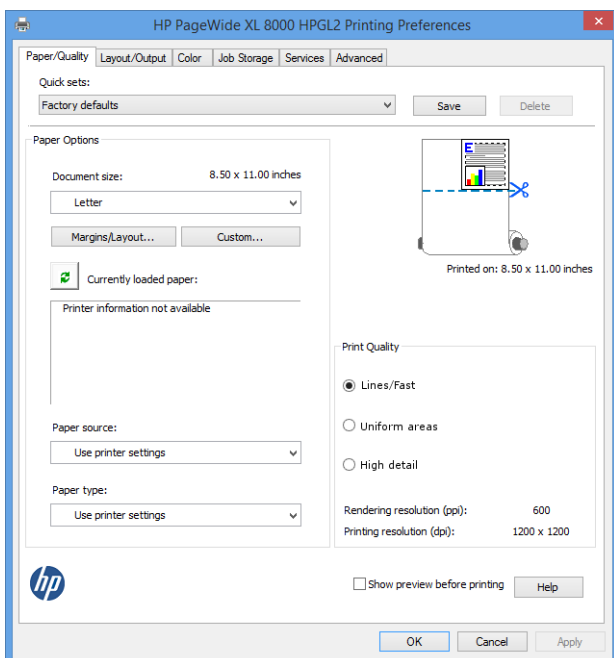 HP PageWide XL 8000 HPGL2 Printing Preferences
Paper/Quality Layout/Output Color Job Storage Services Advanced
Quick sets:
Factory defaults Save Delete
Paper Options
Document size: 8.50 x 11.00 inches
Letter
Margins/Layout... Custom...
Currently loaded paper:
Printer information not available
Paper source:
Use printer settings
Paper type:
Use printer settings
E
Printed on: 8.50 x 11.00 inches
Print Quality
Lines/Fast
Uniform areas
High detail
Rendering resolution (ppi): 600
Printing resolution (dpi): 1200 x 1200
hp
Show preview before printing Help
OK Cancel Apply